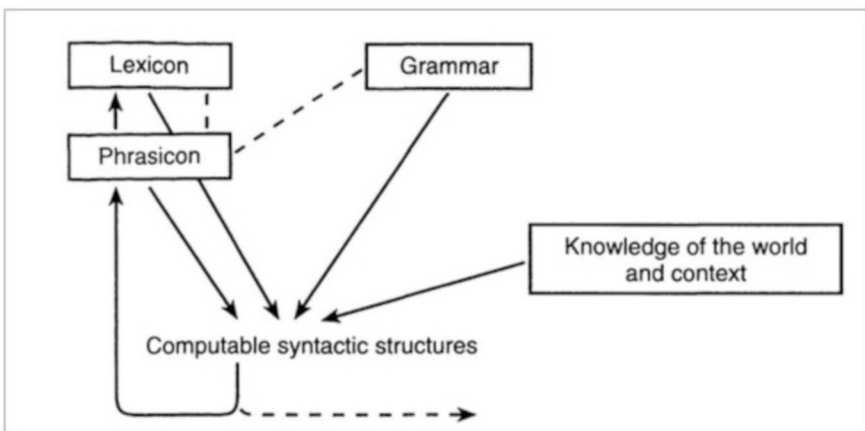 Lexicon
Grammar
Phrasicon
Knowledge of the world
and context
Computable syntactic structures